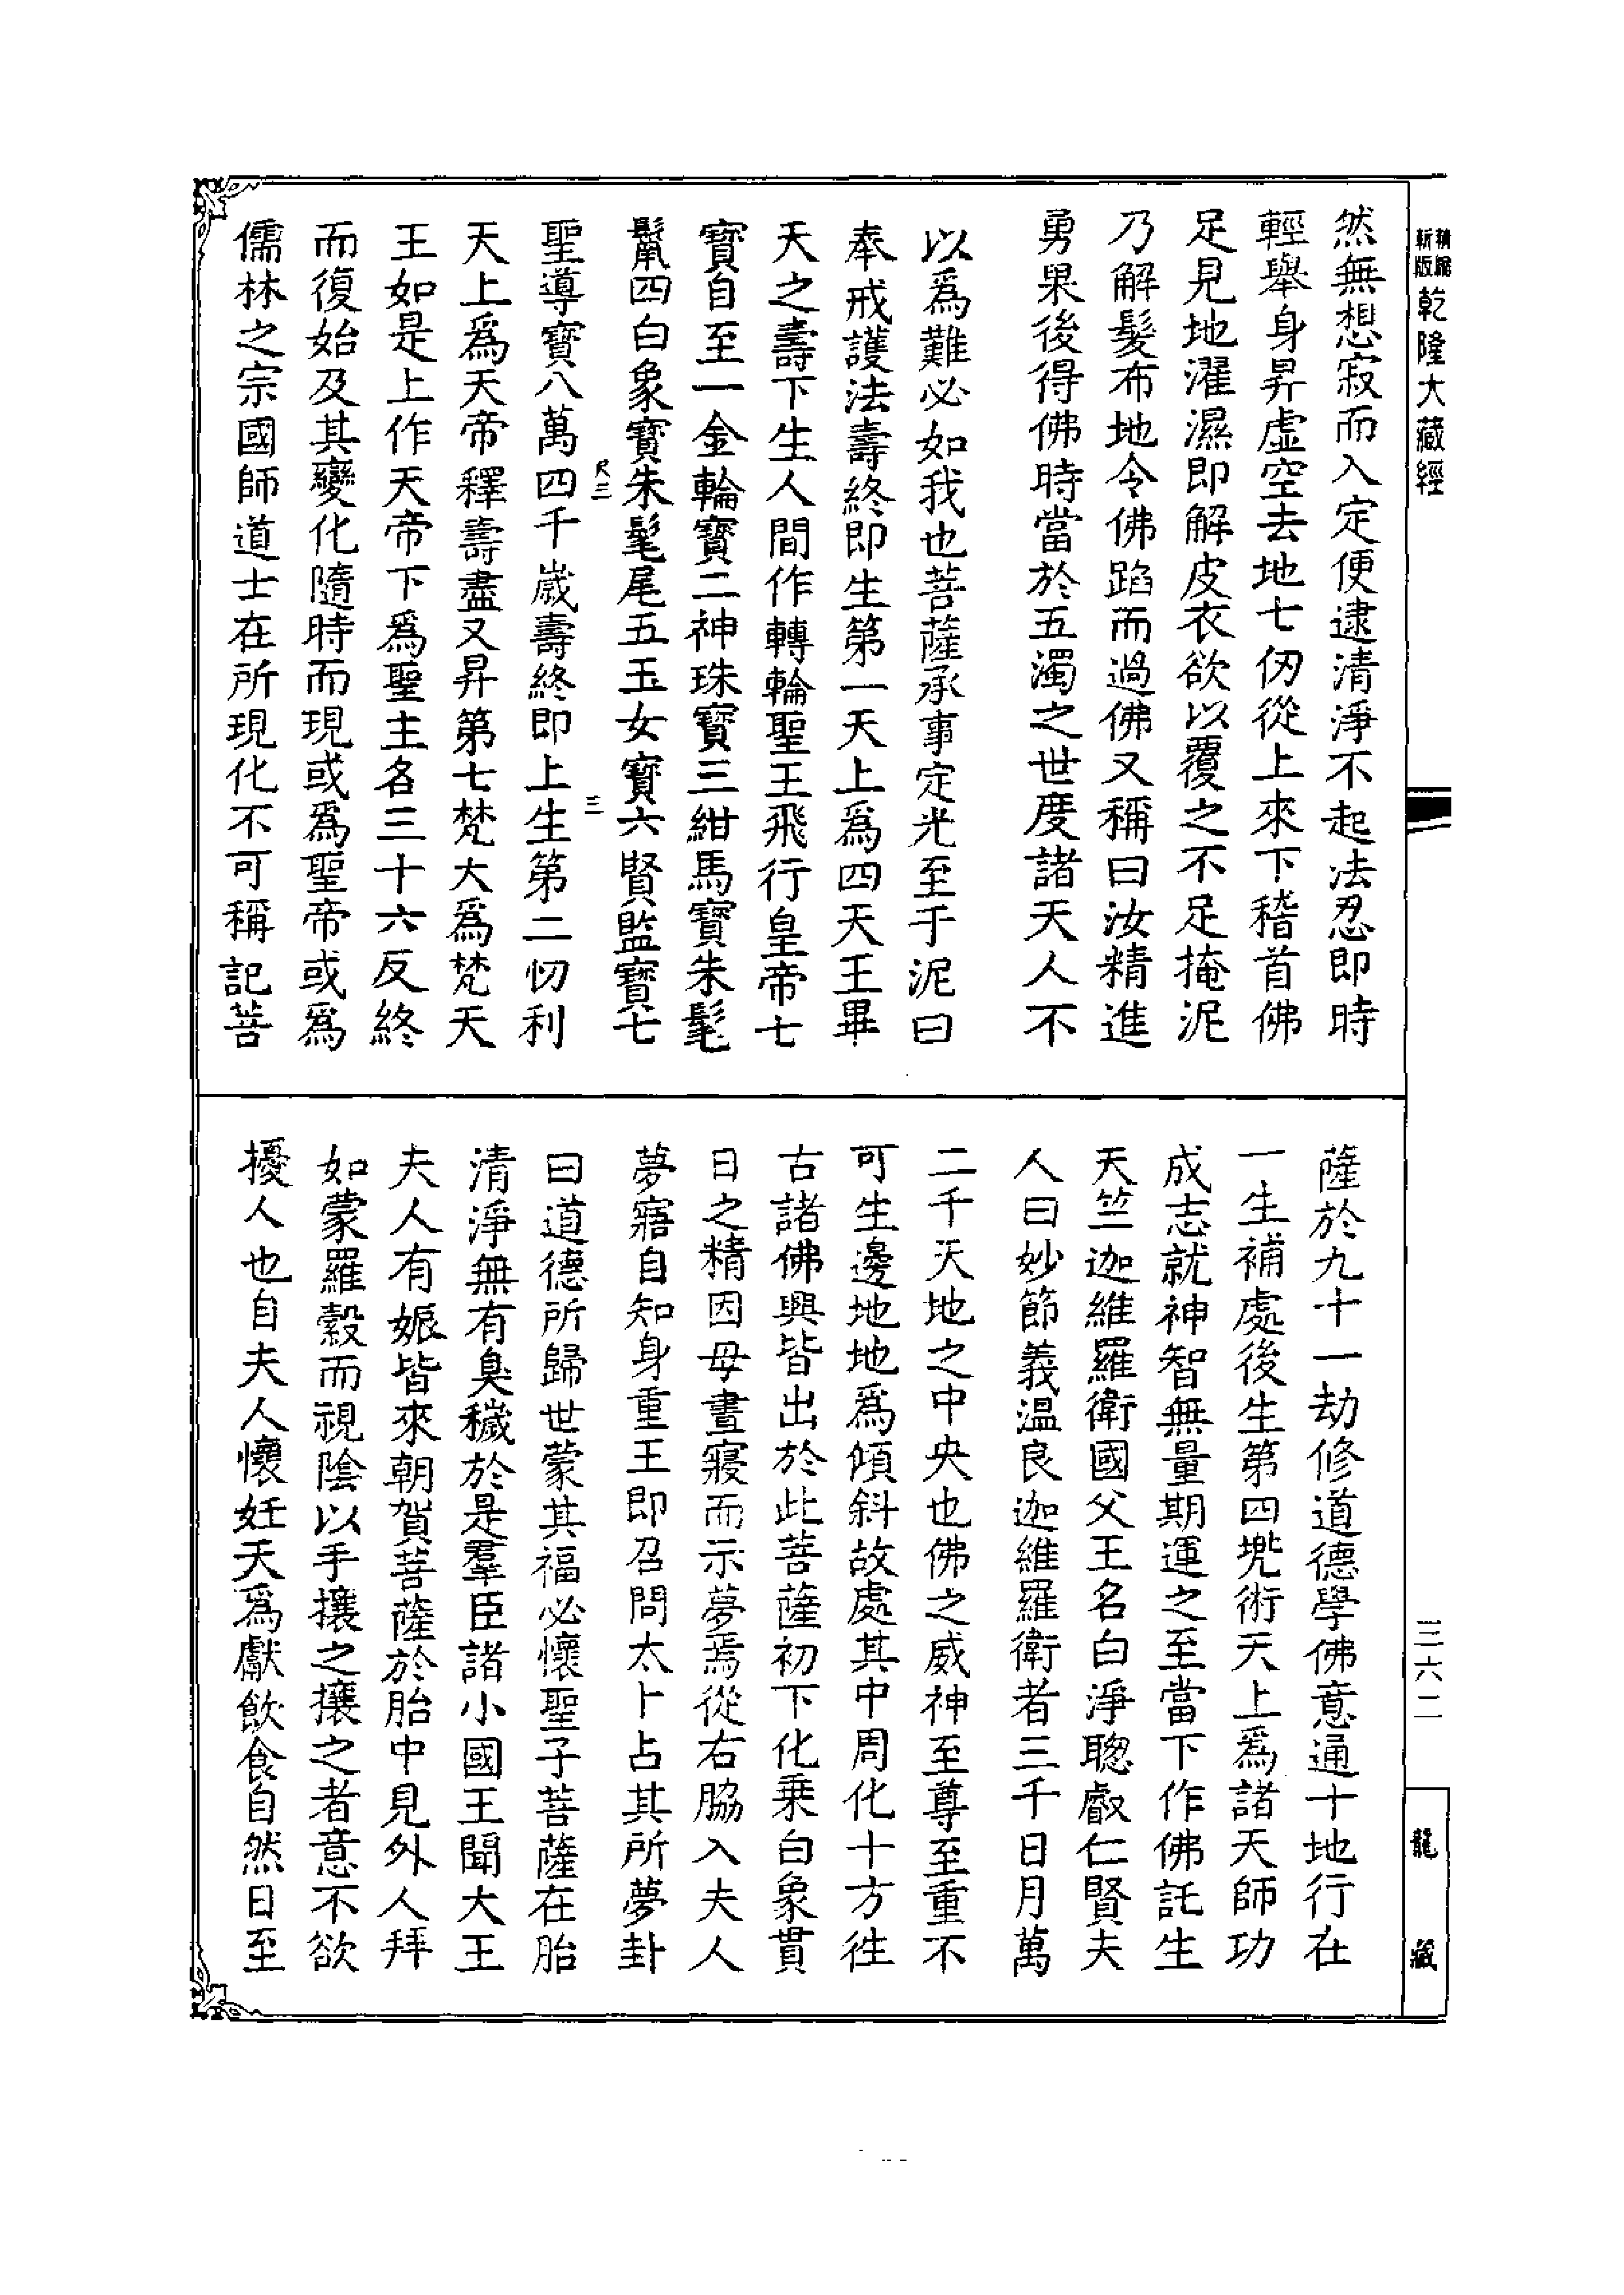 精縮
新版
乾隆大藏經
然無想寂而入定便逮清淨不起法忍即時
輕舉身昇虛空去地七仞從上來下稽首佛
足見地濯濕即解皮衣欲以覆之不足掩泥
乃解髮布地令佛蹈而過佛又稱曰汝精進
勇果後得佛時當於五濁之世度諸天人不
以爲難必如我也菩薩承事定光至于泥曰
奉戒護法壽終即生第一天上爲四天王畢
天之壽下生人間作轉輪聖王飛行皇帝七
寶自至一金輪寶二神珠寶三紺馬寶朱髦
鬣四白象寶朱髦尾五玉女寶六賢監寶七
尺三
三
聖導寶八萬四千嵗壽終即上生第二忉利
天上爲天帝釋壽盡又昇第七梵大爲梵天
王如是上作天帝下爲聖主各三十六反終
而復始及其變化隨時而現或爲聖帝或爲
儒林之宗國師道士在所現化不可稱記菩
薩於九十一劫修道德學佛意通十地行在
一生補處後生第四兠術天上爲諸天師功
成志就神智無量期運之至當下作佛託生
天竺迦維羅衛國父王名白淨聰叡仁賢夫
人曰妙節義温良迦維羅衛者三千日月萬
二千天地之中央也佛之威神至尊至重不
可生邊地地爲傾斜故處其中周化十方往
古諸佛興皆出於此菩薩初下化乗白象貫
日之精因母晝寢而示夢焉從右脇入夫人
夢寤自知身重王即召問太卜占其所夢卦
曰道德所歸世蒙其福必懷聖子菩薩在胎
清淨無有臭穢於是羣臣諸小國王聞大王
夫人有娠皆來朝賀菩薩於胎中見外人拜
如蒙羅縠而視陰以手攘之攘之者意不欲
擾人也自夫人懷妊天爲獻飲食自然日至
三六二
龍藏